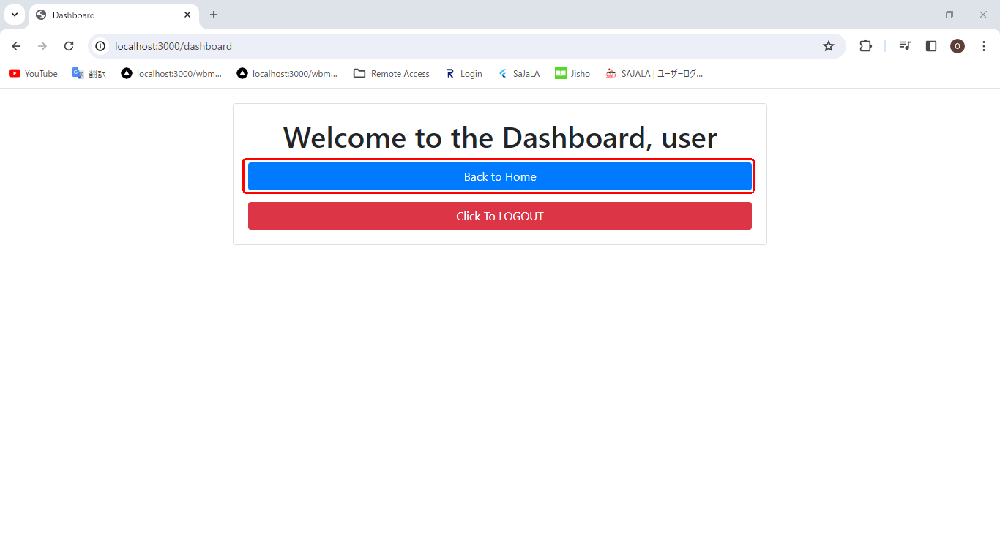 Dashboard
localhost:3000/dashboard
YouTube 翻訳 localhost:3000/wbm... localhost:3000/wbm... Remote Access Login SaJaLA Jisho SAJALA | ユーザーログ...
O
Welcome to the Dashboard, user
Back to Home
Click To LOGOUT